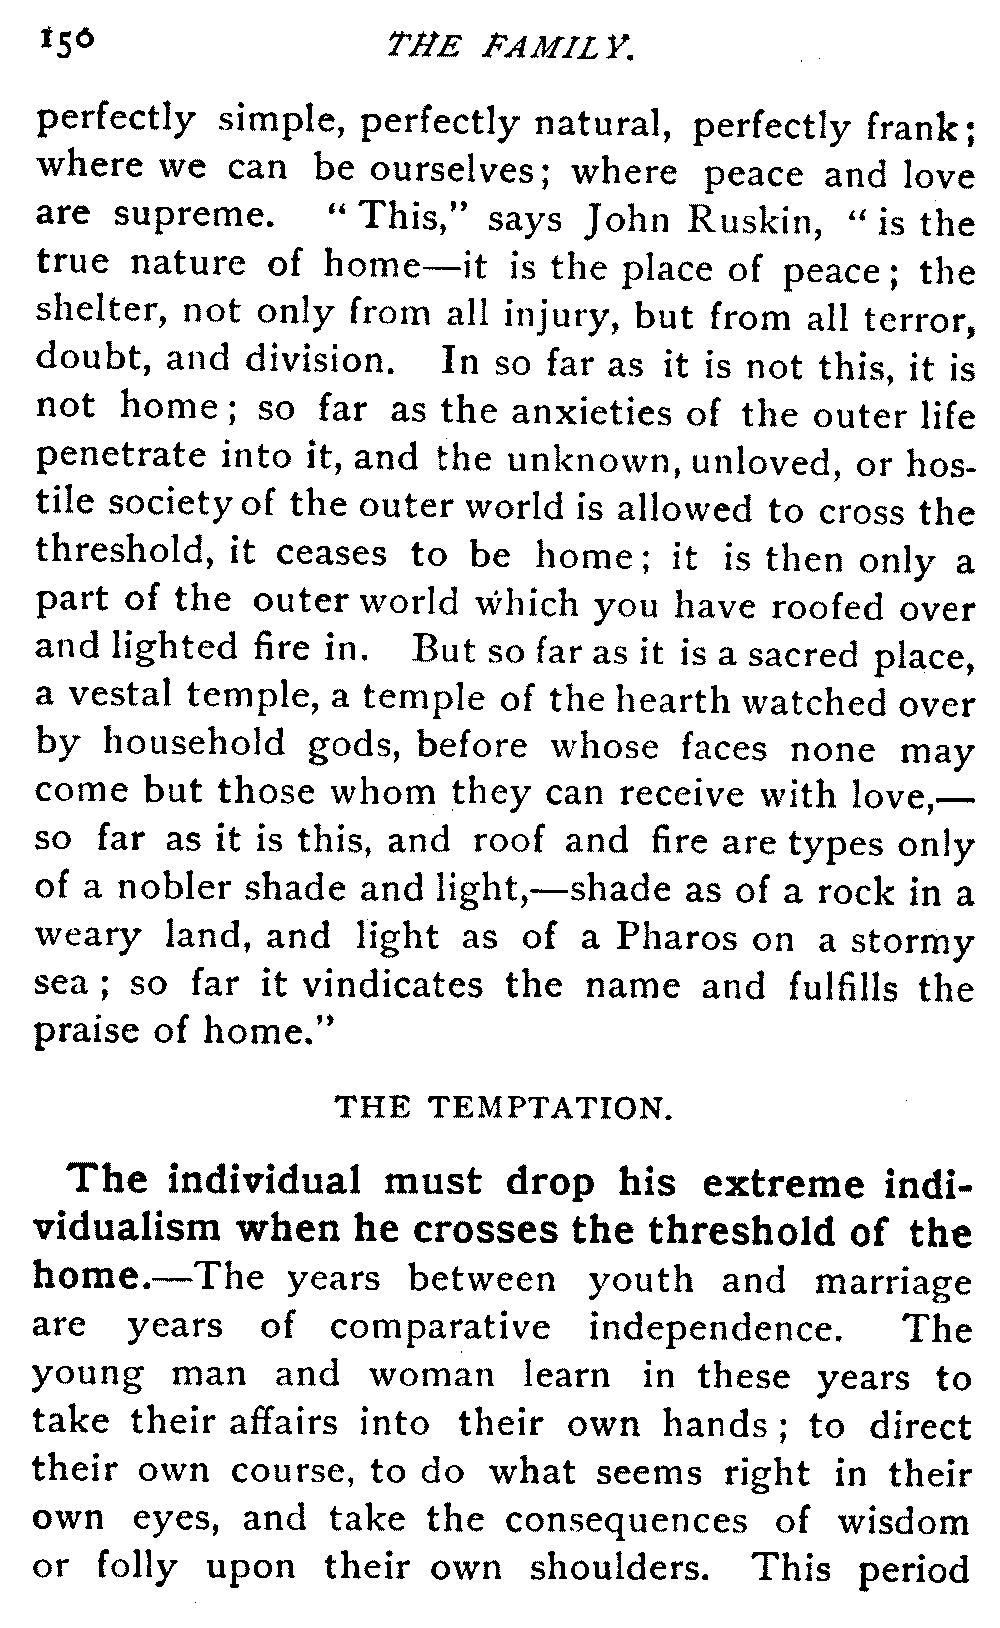 150 THE FAMILY.
perfectly simple, perfectly natural, perfectly frank;
where we can be ourselves; where peace and love
are supreme. “This,” says John Ruskin, “is the
true nature of home—it is the place of peace; the
shelter, not only from all injury, but from all terror,
doubt, and division. In so far as it is not this, it is
not home; so far as the anxieties of the outer life
penetrate into it, and the unknown, unloved, or hos-
tile society of the outer world is allowed to cross the
threshold, it ceases to be home; it is then only a
part of the outer world which you have roofed over
and lighted fire in. But so far as it is a sacred place,
a vestal temple, a temple of the hearth watched over
by household gods, before whose faces none may
come but those whom they can receive with love,—
so far as it is this, and roof and fire are types only
of a nobler shade and light,—shade as of a rock in a
weary land, and light as of a Pharos on a stormy
sea; so far it vindicates the name and fulfills the
praise of home.”
THE TEMPTATION.
The individual must drop his extreme indi-
vidualism when he crosses the threshold of the
home.—The years between youth and marriage
are years of comparative independence. The
young man and woman learn in these years to
take their affairs into their own hands; to direct
their own course, to do what seems right in their
own eyes, and take the consequences of wisdom
or folly upon their own shoulders. This period